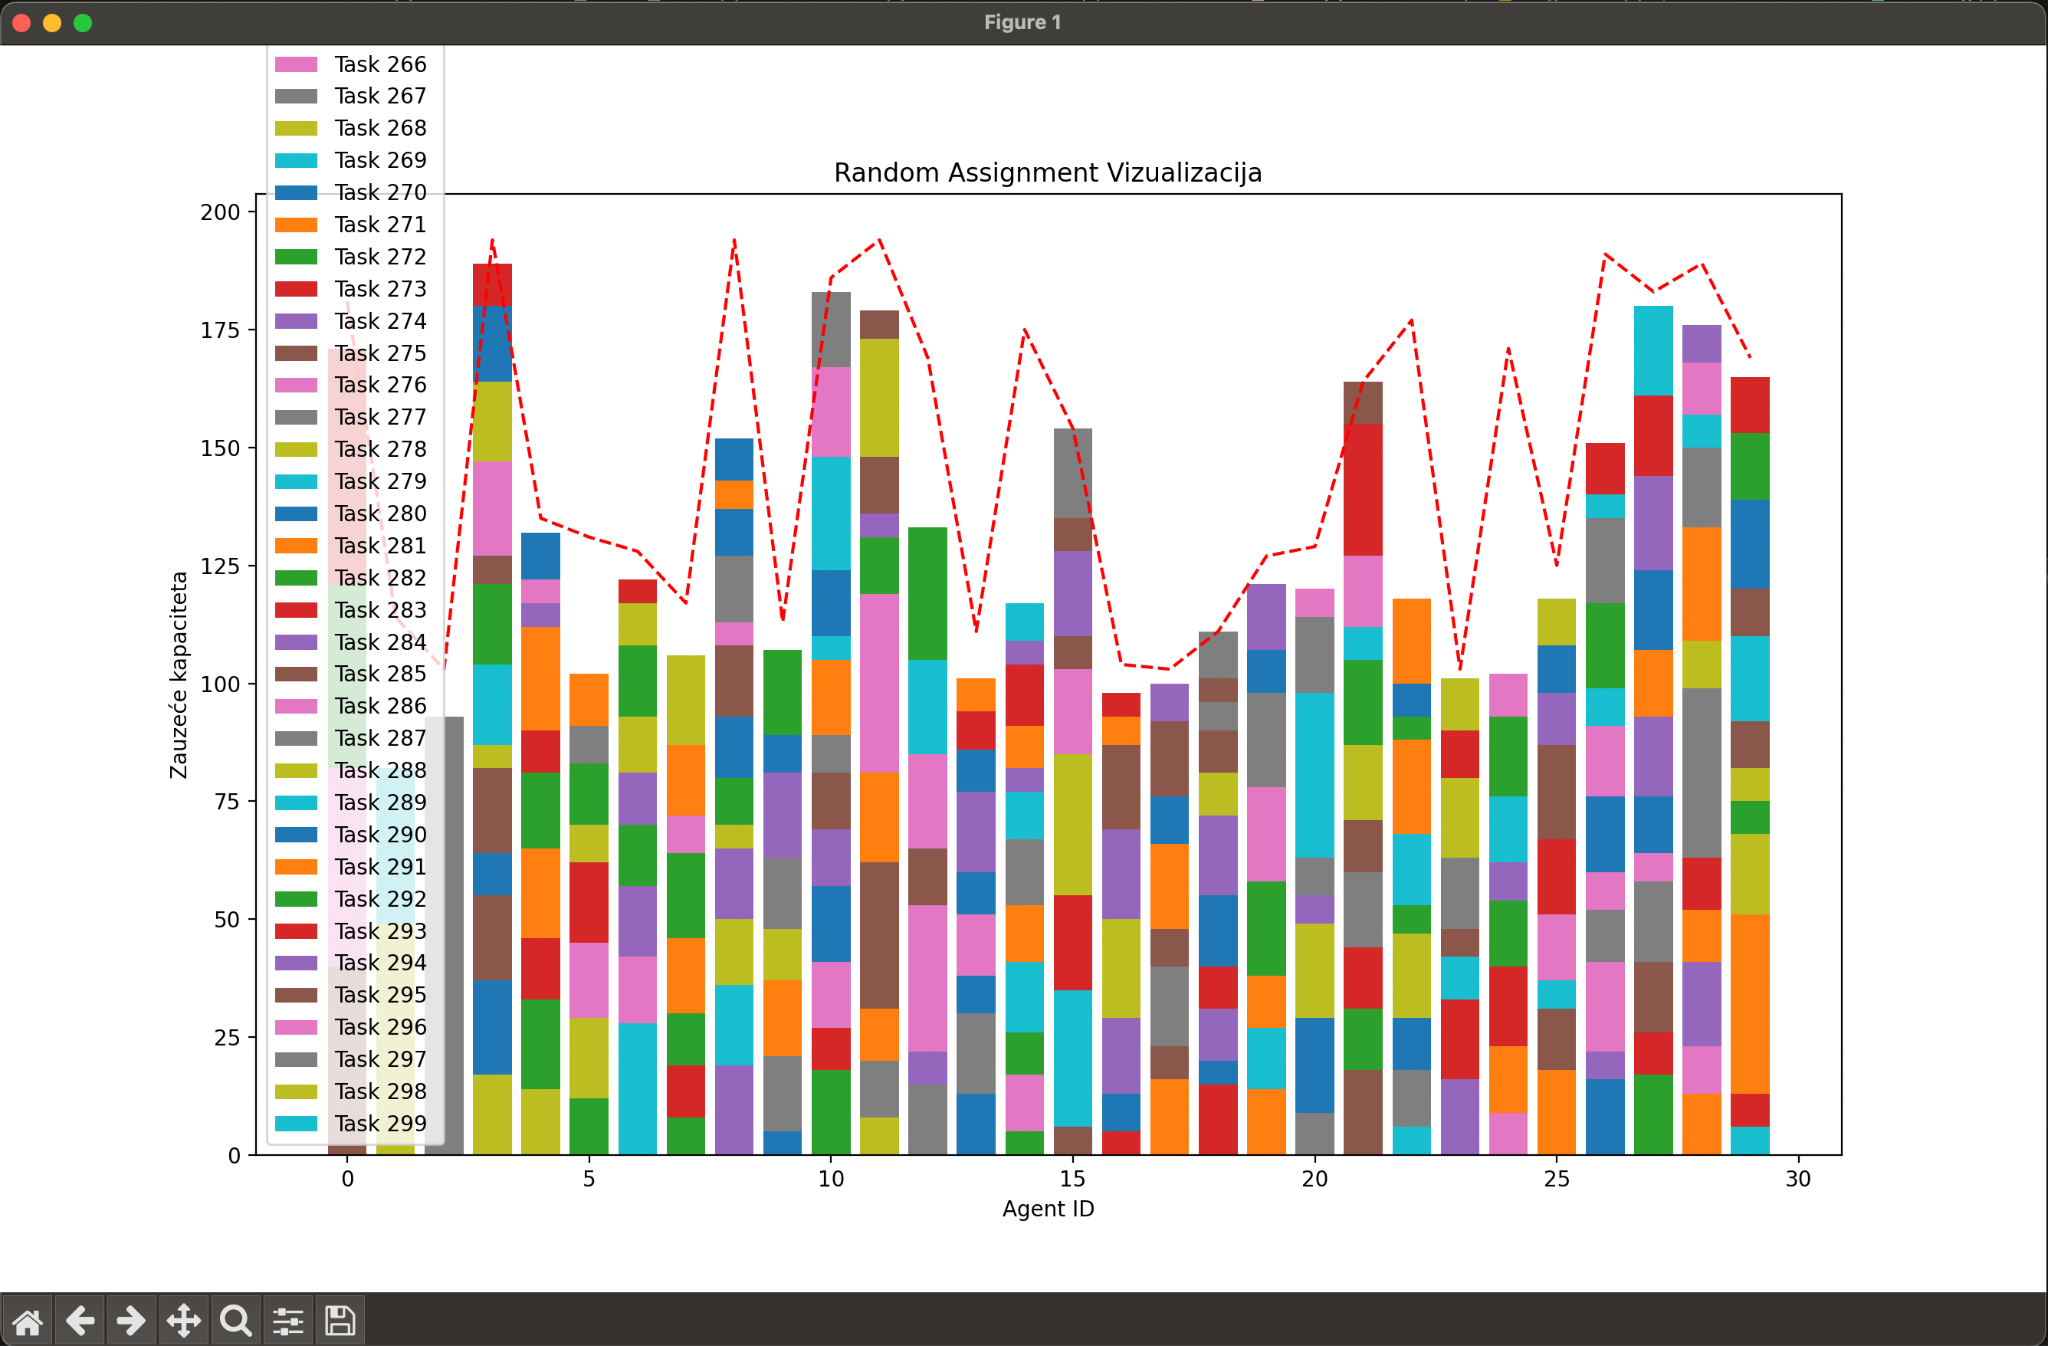 Figure 1
Task 266
Task 267
Task 268
Task 269
Task 270
Task 271
Task 272
Task 273
Task 274
Task 275
Task 276
Task 277
Task 278
Task 279
Task 280
Task 281
Task 282
Task 283
Task 284
Task 285
Task 286
Task 287
Task 288
Task 289
Task 290
Task 291
Task 292
Task 293
Task 294
Task 295
Task 296
Task 297
Task 298
Task 299
Random Assignment Vizualizacija
Zauzeće kapaciteta
200
175
150
125
100
75
50
25
0
0 5 10 15 20 25 30
Agent ID